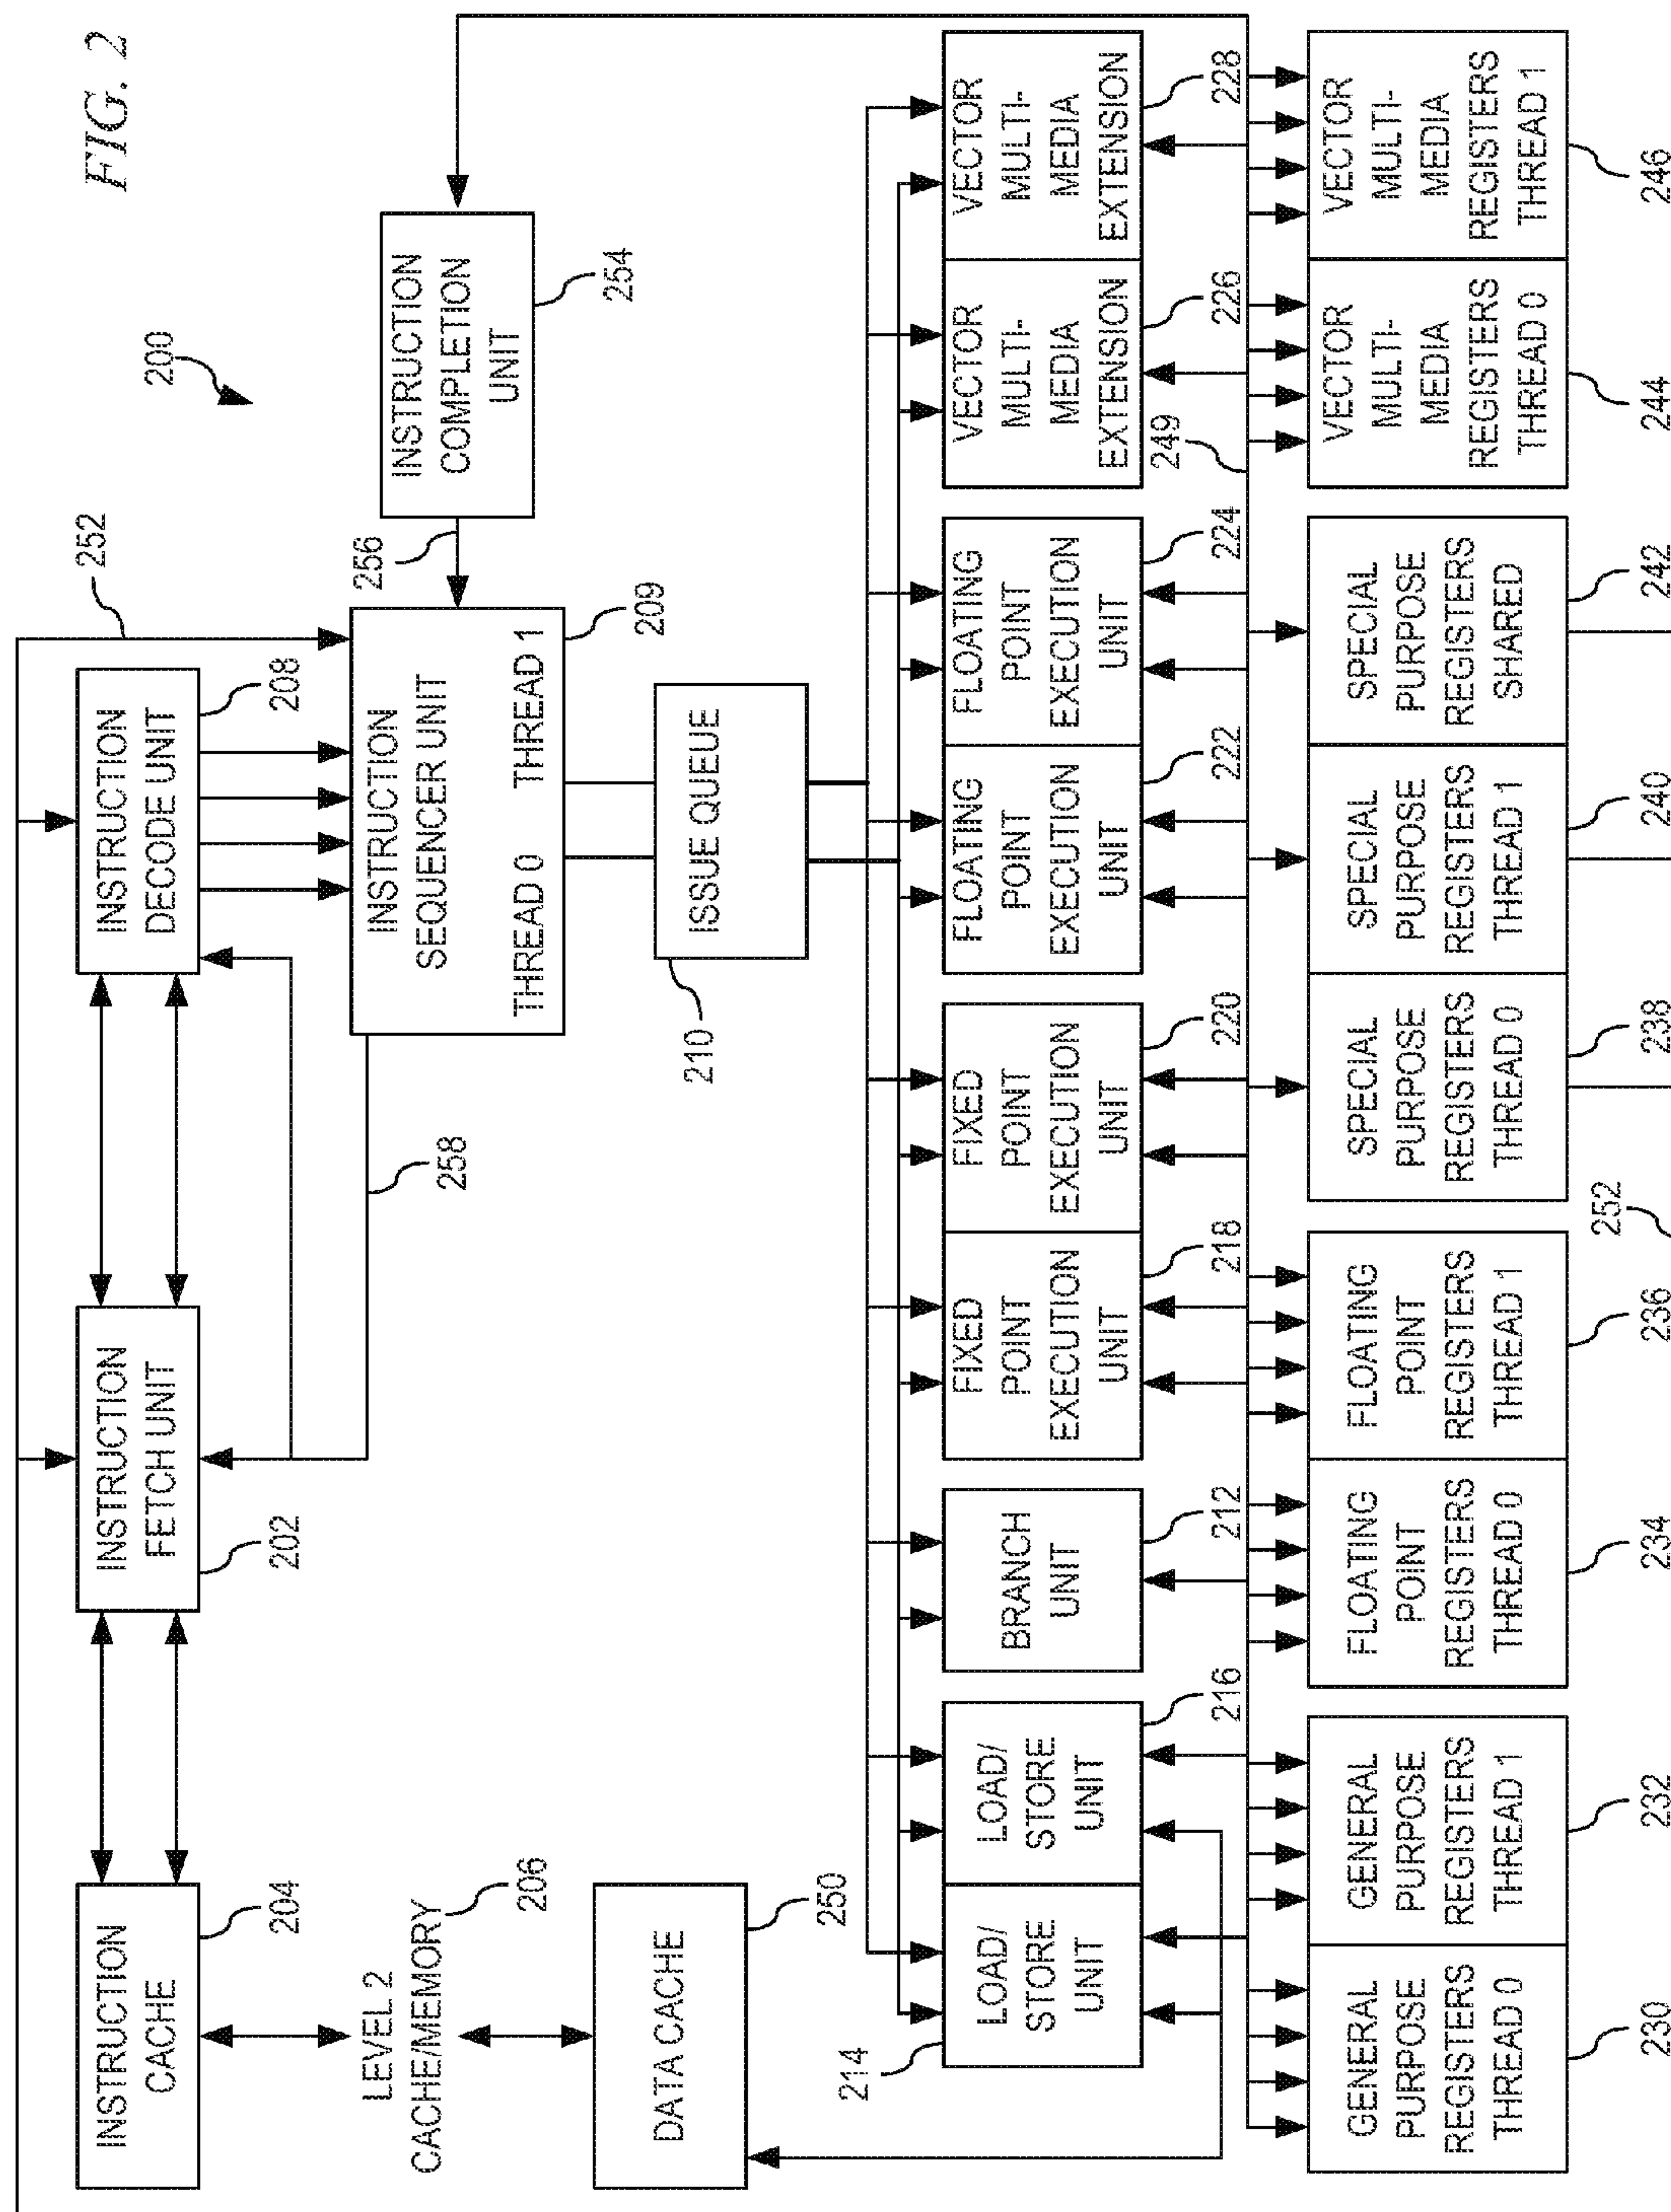 FIG. 2
200
252
INSTRUCTION
CACHE
204
INSTRUCTION
FETCH UNIT
202
INSTRUCTION
DECODE UNIT
208
LEVEL 2
CACHE/MEMORY
206
258
INSTRUCTION
SEQUENCER UNIT
THREAD 0 THREAD 1
209
256
INSTRUCTION
COMPLETION
UNIT
254
DATA CACHE
250
210
ISSUE QUEUE
214
LOAD/
STORE
UNIT
LOAD/
STORE
UNIT
216
BRANCH
UNIT
212
FIXED
POINT
EXECUTION
UNIT
218
FIXED
POINT
EXECUTION
UNIT
220
FLOATING
POINT
EXECUTION
UNIT
222
FLOATING
POINT
EXECUTION
UNIT
224
VECTOR
MULTI-
MEDIA
EXTENSION
226
VECTOR
MULTI-
MEDIA
EXTENSION
228
249
GENERAL
PURPOSE
REGISTERS
THREAD 0
230
GENERAL
PURPOSE
REGISTERS
THREAD 1
232
FLOATING
POINT
REGISTERS
THREAD 0
234
FLOATING
POINT
REGISTERS
THREAD 1
236
SPECIAL
PURPOSE
REGISTERS
THREAD 0
238
SPECIAL
PURPOSE
REGISTERS
THREAD 1
240
SPECIAL
PURPOSE
REGISTERS
SHARED
242
VECTOR
MULTI-
MEDIA
REGISTERS
THREAD 0
244
VECTOR
MULTI-
MEDIA
REGISTERS
THREAD 1
246
252